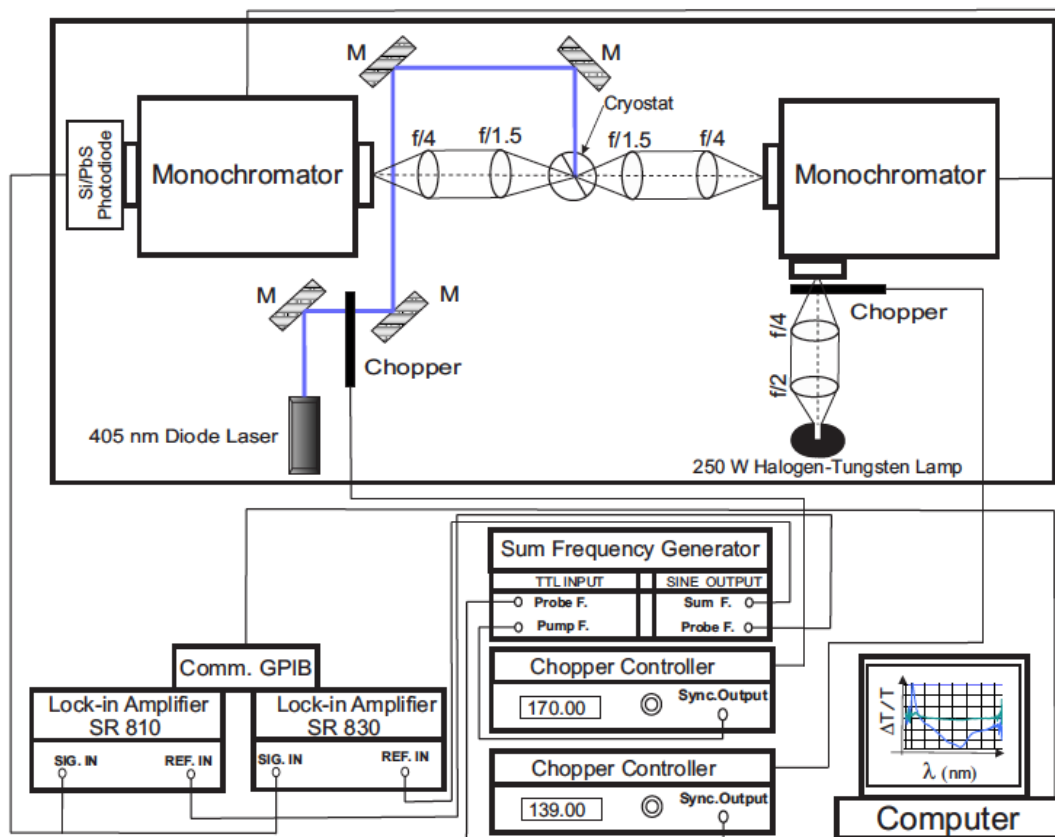 M
M
Cryostat
Si/PbS
Photodiode
Monochromator
f/4
f/1.5
f/1.5
f/4
Monochromator
M
M
Chopper
Chopper
f/4
f/2
405 nm Diode Laser
250 W Halogen-Tungsten Lamp
Sum Frequency Generator
TTL INPUT
SINE OUTPUT
Probe F.
Sum F.
Pump F.
Probe F.
Comm. GPIB
Chopper Controller
170.00
Sync.Output
Lock-in Amplifier
SR 810
Lock-in Amplifier
SR 830
SIG. IN
REF. IN
SIG. IN
REF. IN
Chopper Controller
139.00
Sync.Output
ΔT/T
λ (nm)
Computer